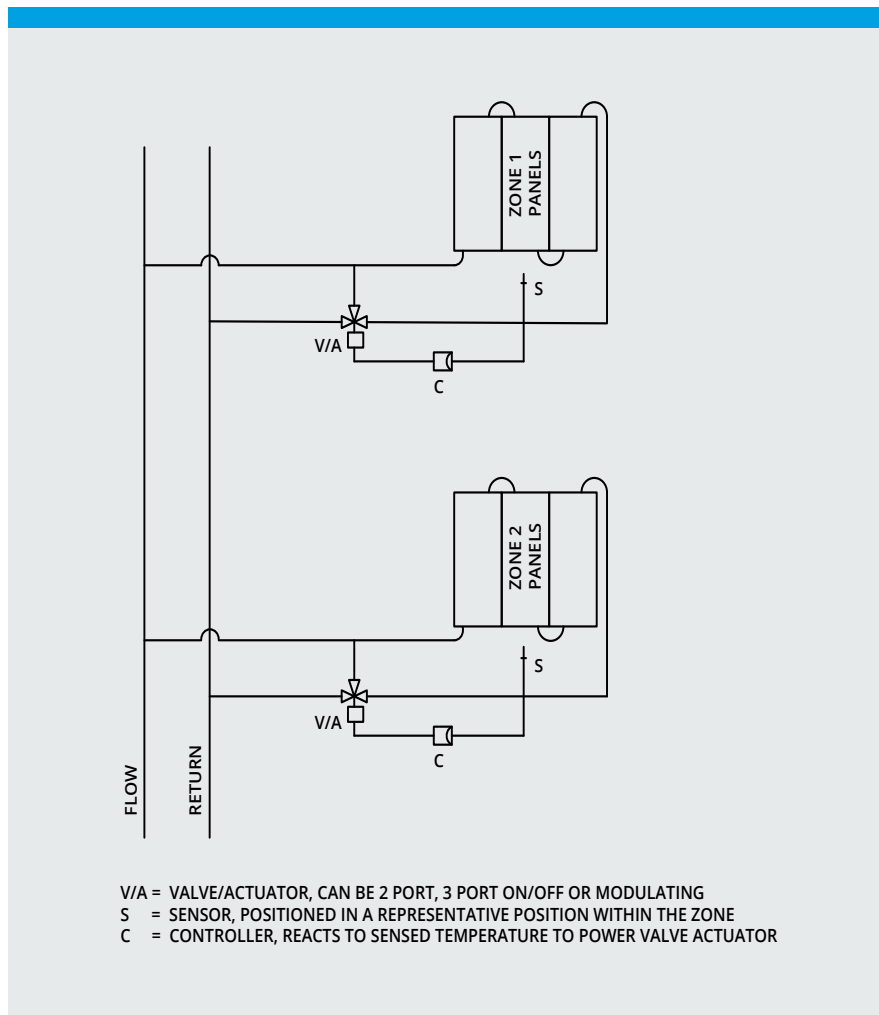 ZONE 1
PANELS
S
V/A
C
ZONE 2
PANELS
S
V/A
C
FLOW
RETURN
V/A = VALVE/ACTUATOR, CAN BE 2 PORT, 3 PORT ON/OFF OR MODULATING
S = SENSOR, POSITIONED IN A REPRESENTATIVE POSITION WITHIN THE ZONE
C = CONTROLLER, REACTS TO SENSED TEMPERATURE TO POWER VALVE ACTUATOR